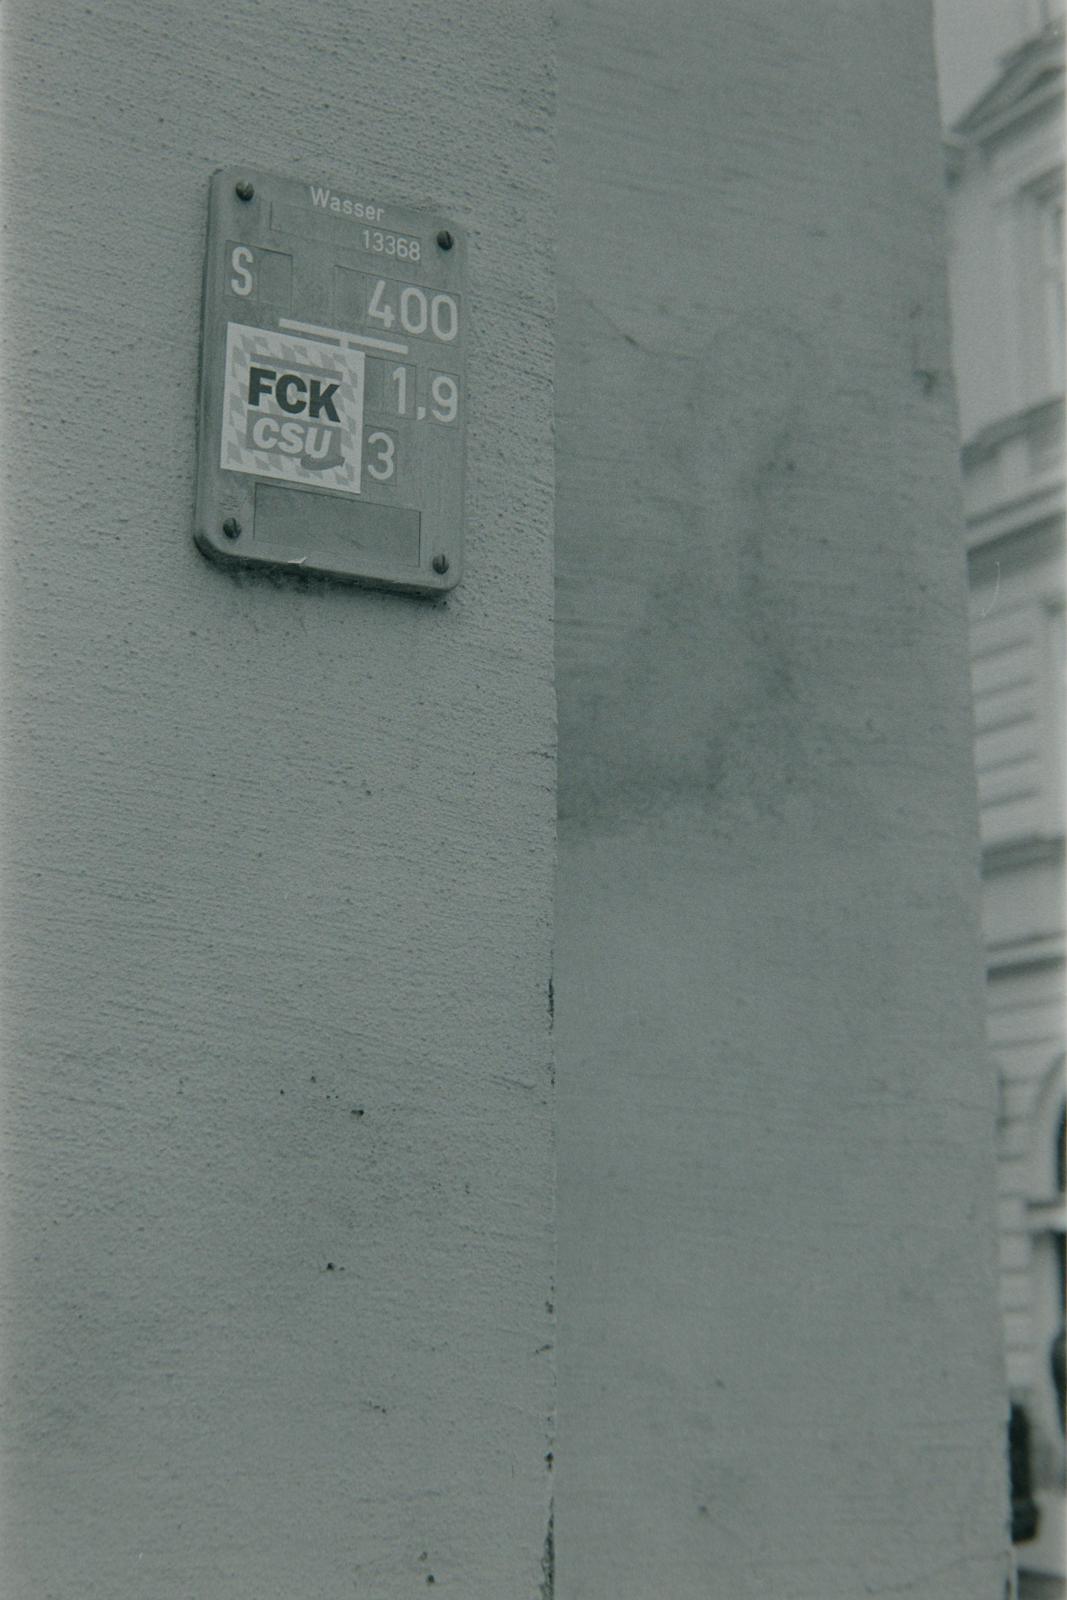 Wasser
13368
S 400
1,9
FCK
CSU 3